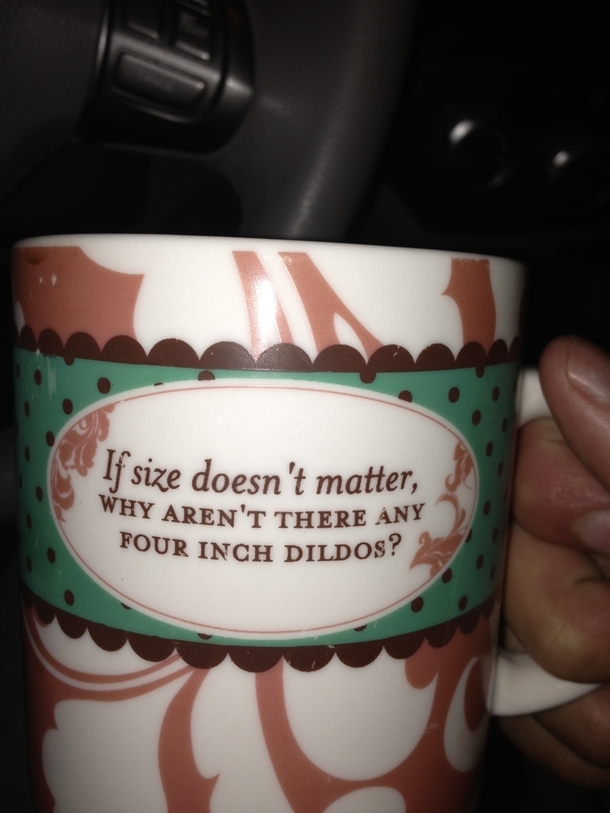 If size doesn't matter,
WHY AREN'T THERE ANY
FOUR INCH DILDOS?